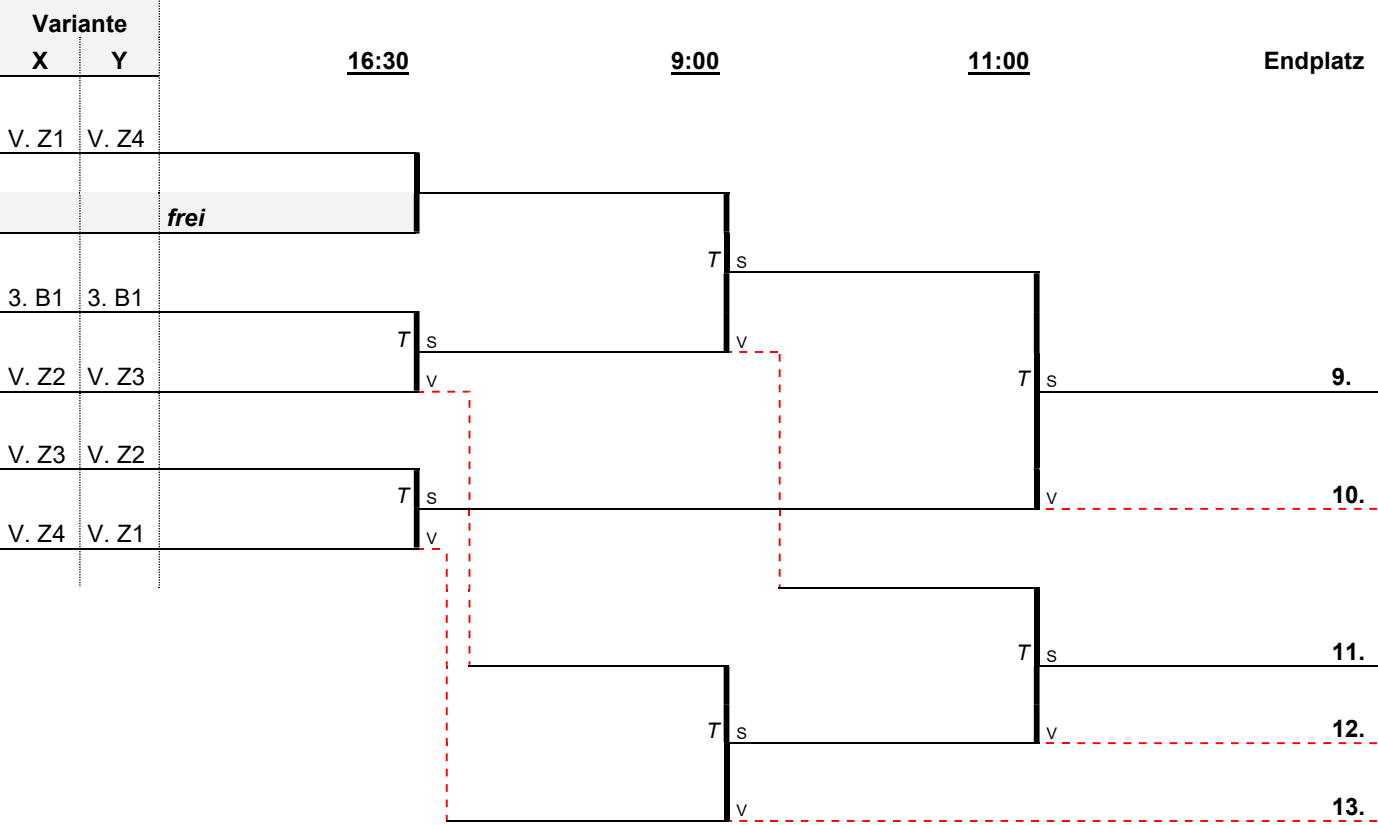 Variante
X Y 16:30 9:00 11:00 Endplatz
V. Z1 V. Z4
frei
T S
3. B1 3. B1
T S V
V. Z2 V. Z3 V T S 9.
V. Z3 V. Z2
T S V 10.
V. Z4 V. Z1 V
T S 11.
T S V 12.
V 13.